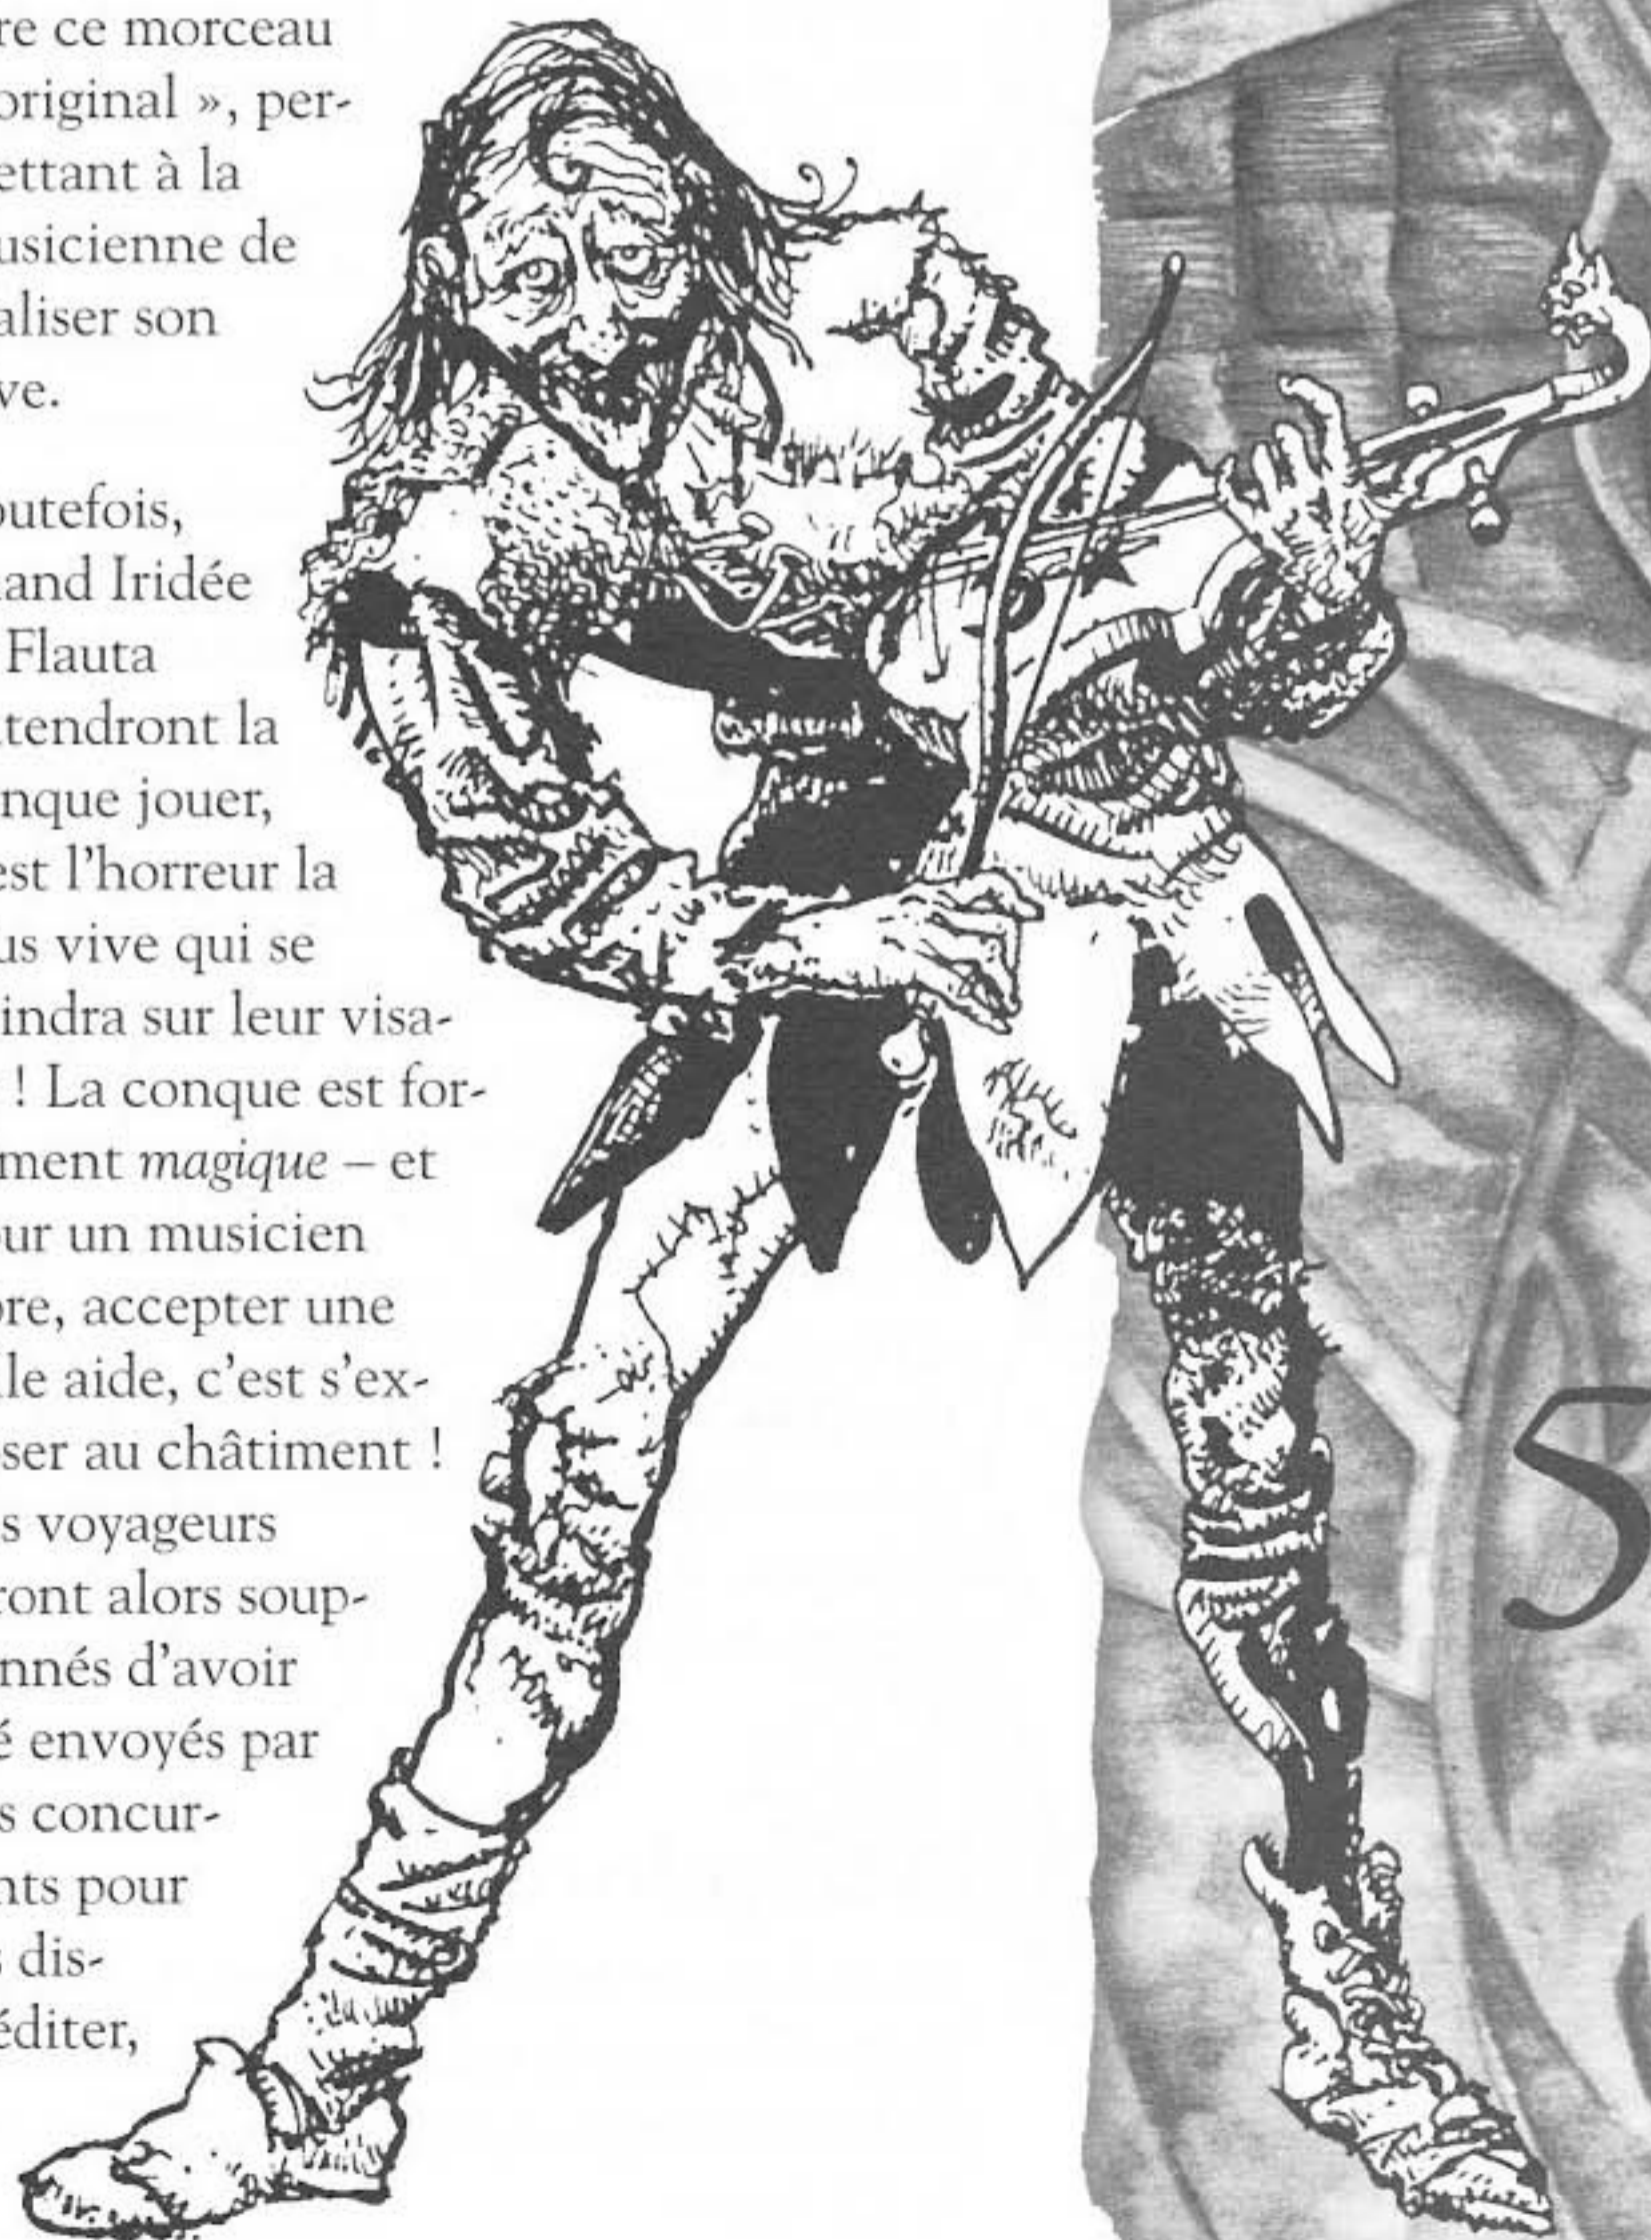 re ce morceau
original », per-
ettant à la
usicienne de
aliser son
ve.
outefois,
and Iridée
Flauta
tendront la
nque jouer,
est l'horreur la
us vive qui se
indra sur leur visa-
! La conque est for-
ment magique – et
ur un musicien
bre, accepter une
lle aide, c'est s'ex-
ser au châtiment !
s voyageurs
ront alors soup-
nnés d'avoir
é envoyés par
s concur-
nts pour
s dis-
éditer,
5